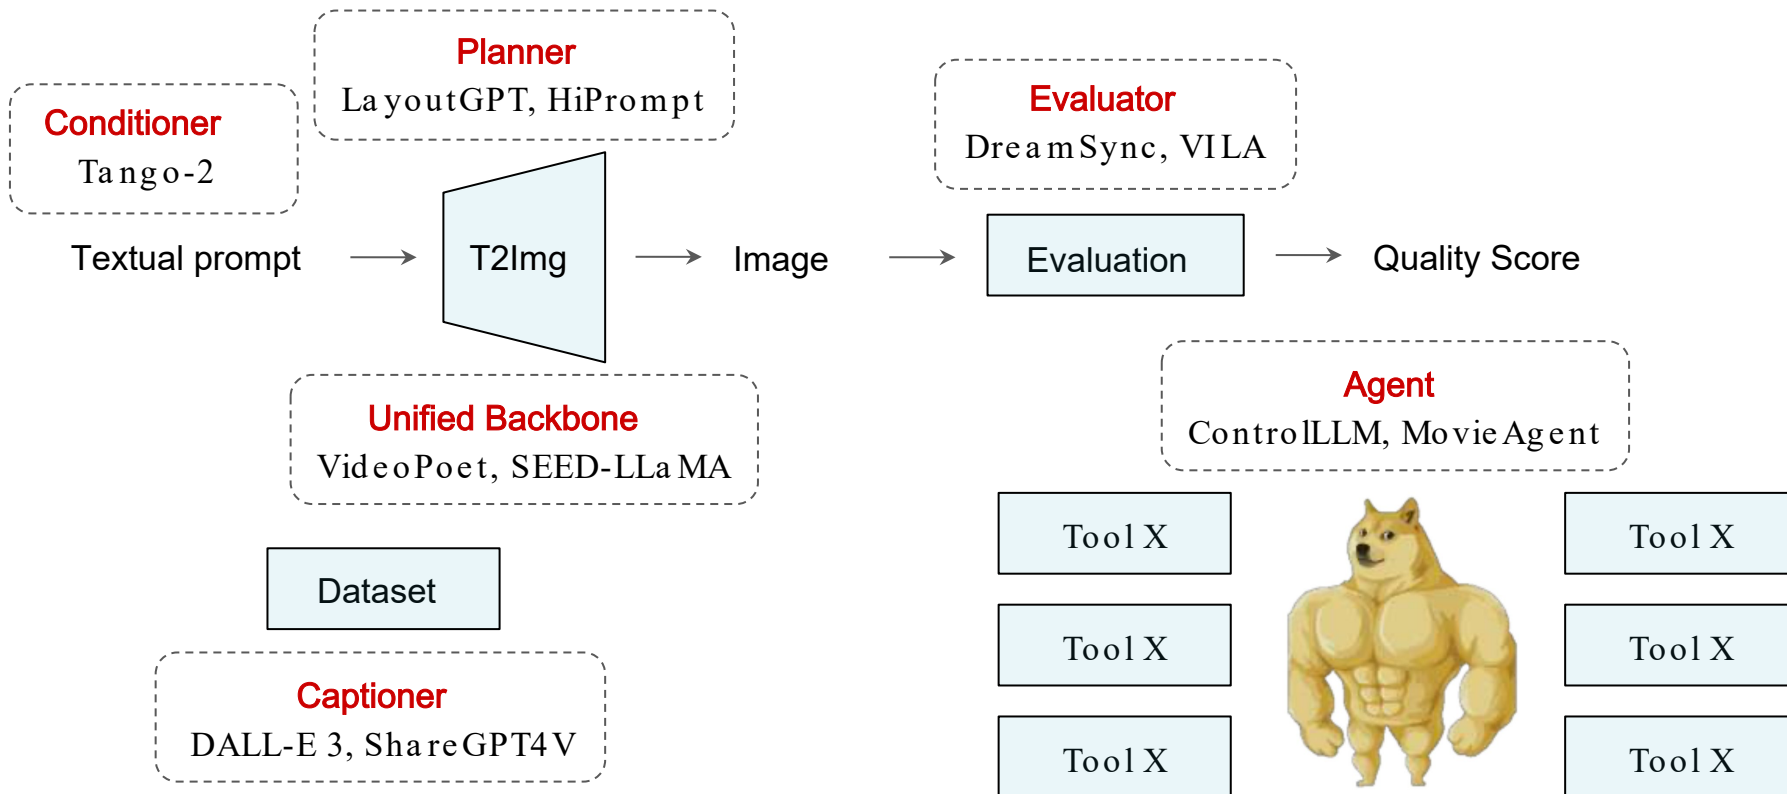 Planner
LayoutGPT, HiPrompt
Conditioner
Tango-2
Evaluator
DreamSync, VILA
Textual prompt
T2Img
Image
Evaluation
Quality Score
Unified Backbone
VideoPoet, SEED-LLaMA
Agent
ControlLLM, MovieAgent
Dataset
Captioner
DALL-E 3, ShareGPT4V
Tool X
Tool X
Tool X
Tool X
Tool X
Tool X